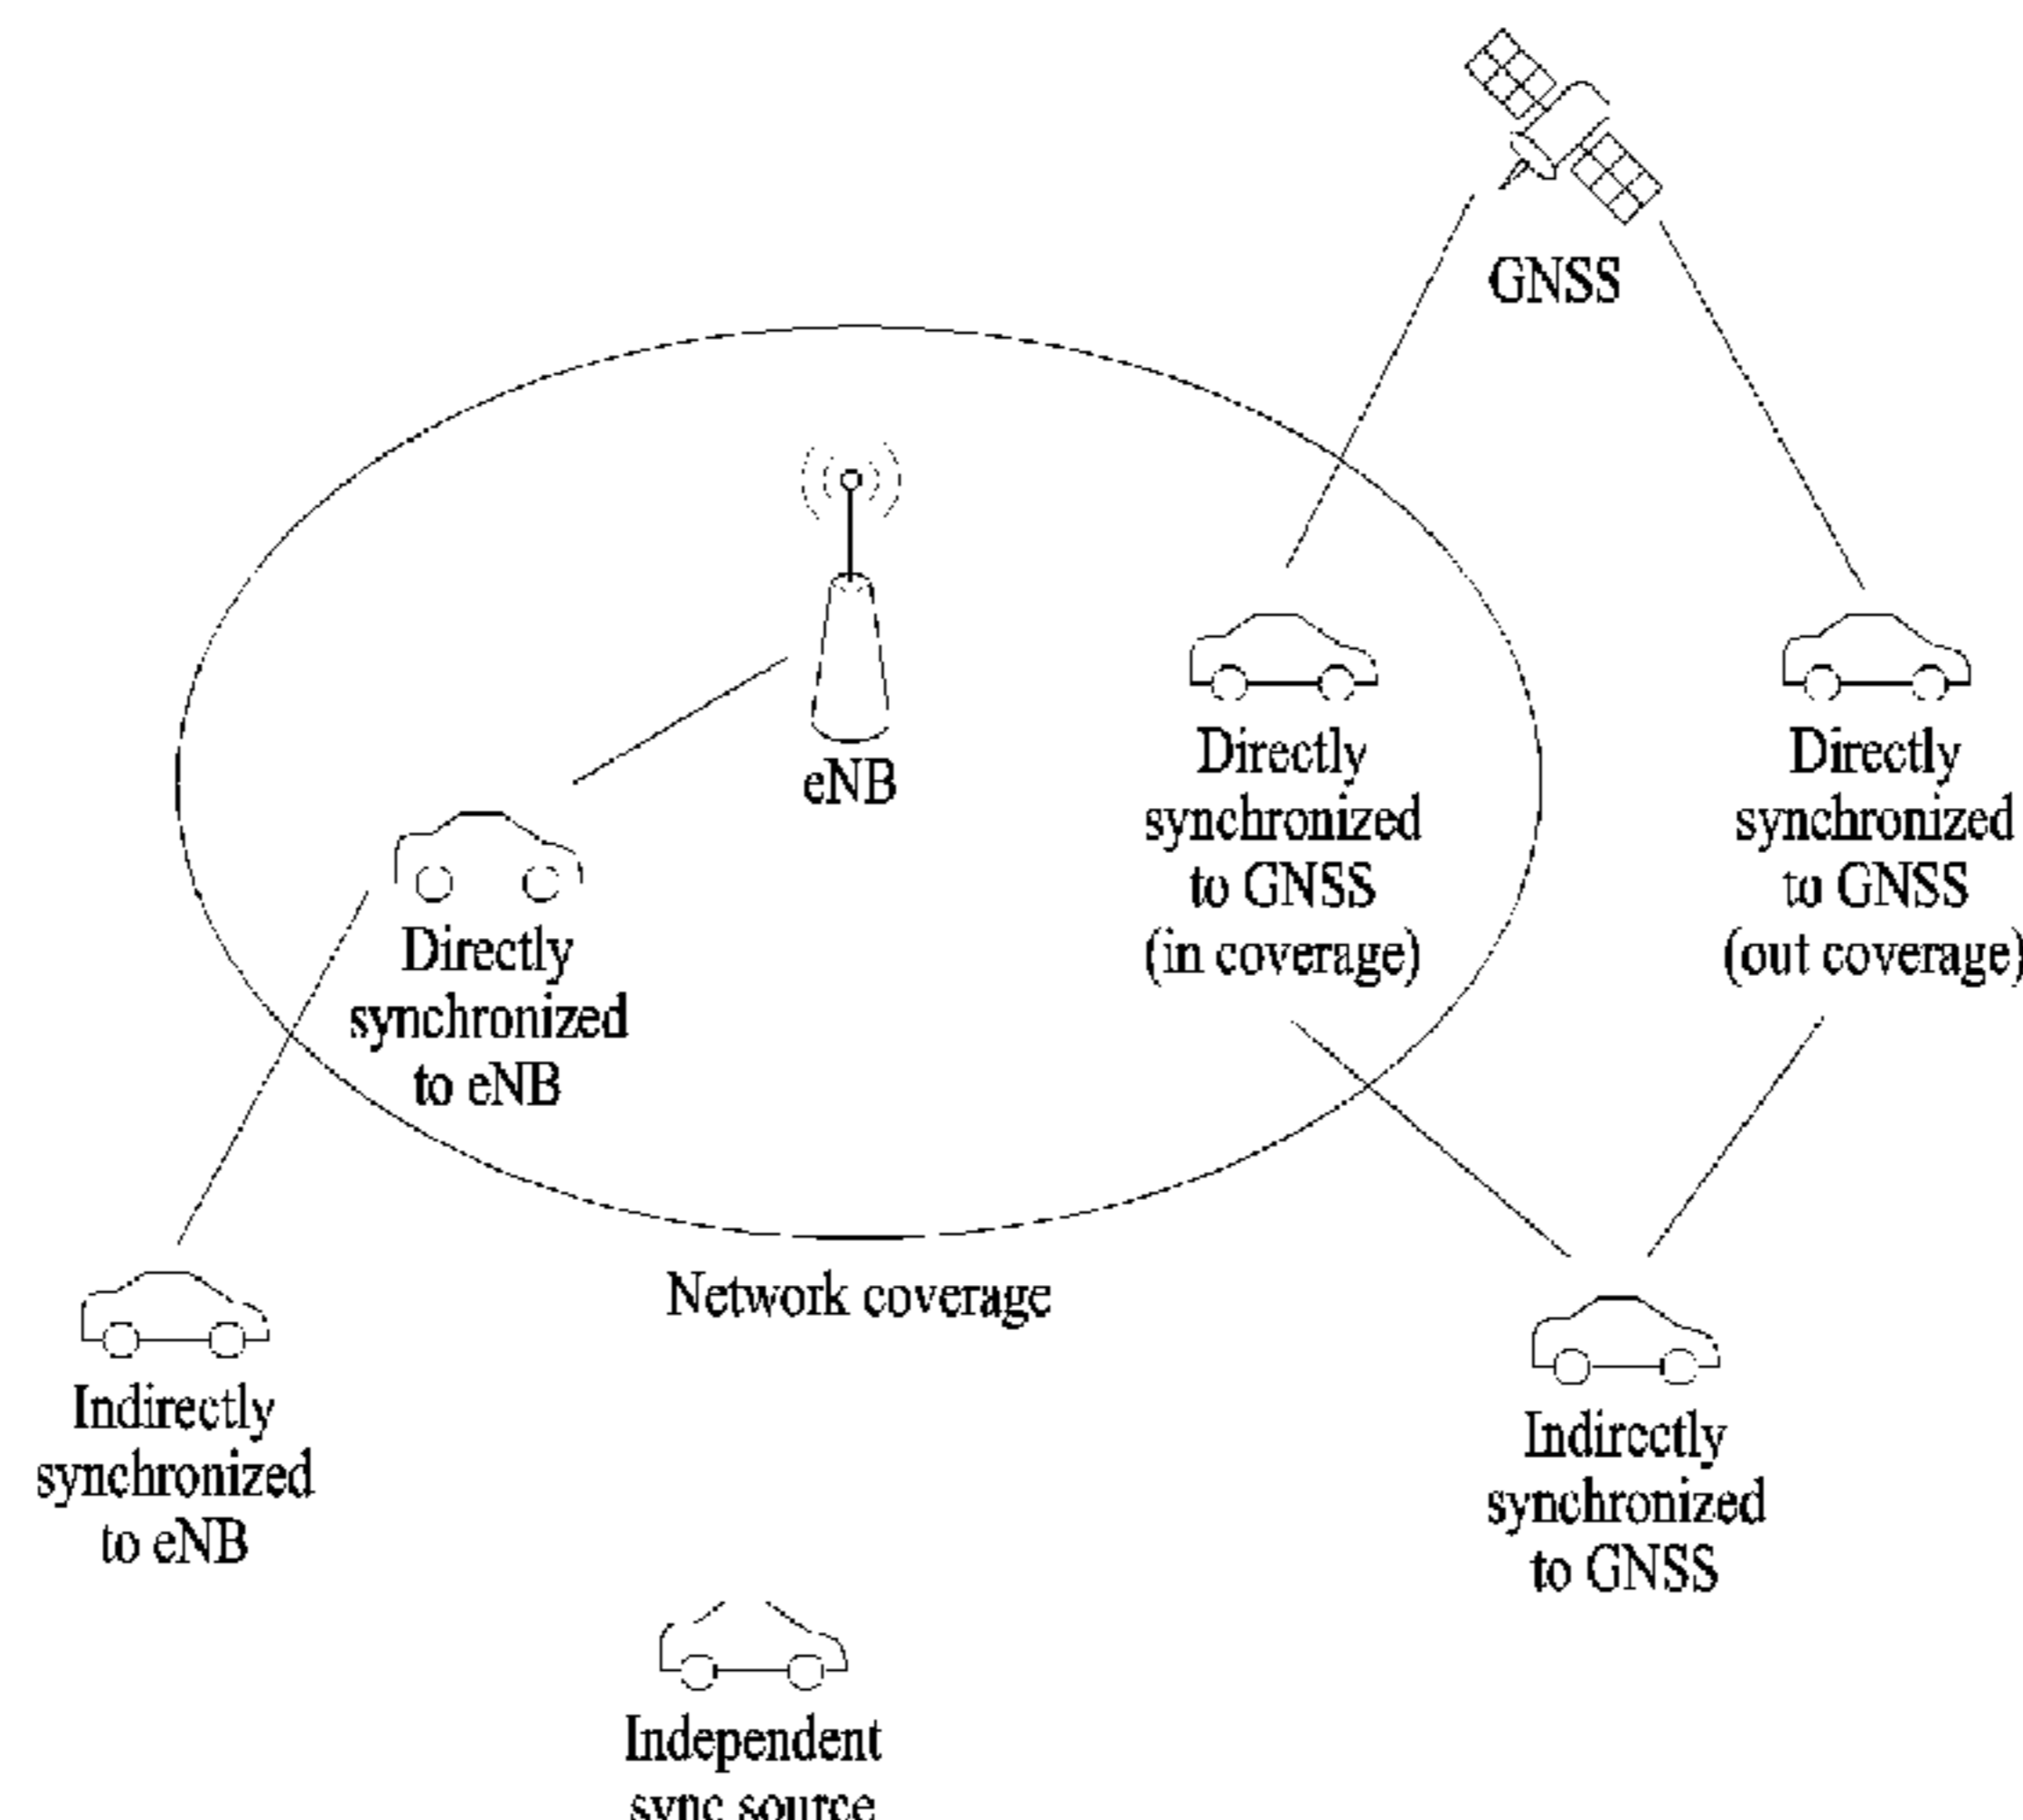 GNSS
eNB
Directly
synchronized
to GNSS
(in coverage)
Directly
synchronized
to GNSS
(out coverage)
Directly
synchronized
to eNB
Network coverage
Indirectly
synchronized
to eNB
Indirectly
synchronized
to GNSS
Independent
sync source